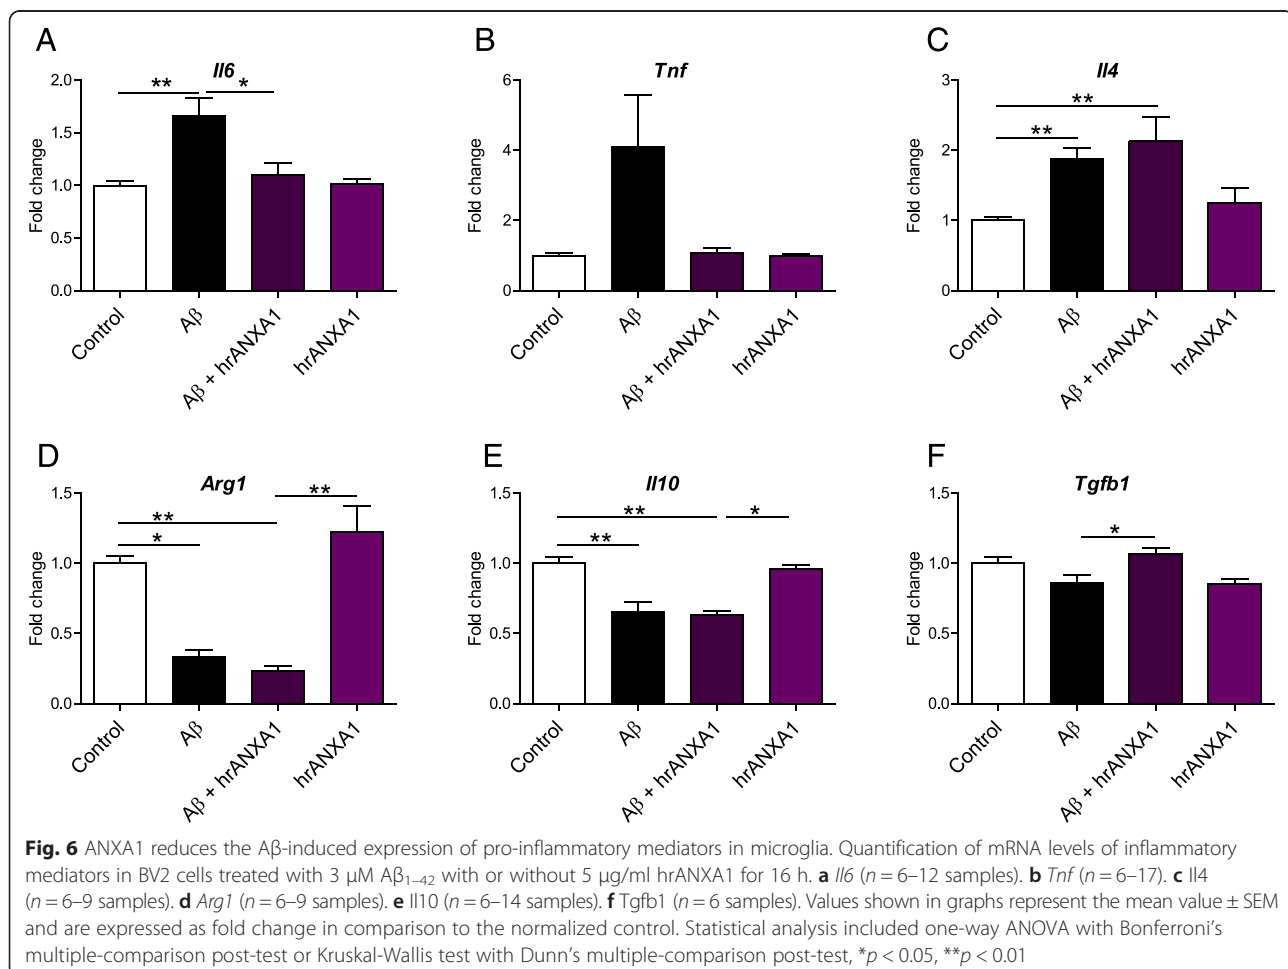 A
Il6
**
*
2.0
1.5
1.0
0.5
0.0
Fold change
Control
Aβ
Aβ + hrANXA1
hrANXA1
B
Tnf
6
4
2
0
Fold change
Control
Aβ
Aβ + hrANXA1
hrANXA1
C
Il4
**
**
3
2
1
0
Fold change
Control
Aβ
Aβ + hrANXA1
hrANXA1
D
Arg1
**
**
*
1.5
1.0
0.5
0.0
Fold change
Control
Aβ
Aβ + hrANXA1
hrANXA1
E
Il10
**
*
**
1.5
1.0
0.5
0.0
Fold change
Control
Aβ
Aβ + hrANXA1
hrANXA1
F
Tgfb1
*
1.5
1.0
0.5
0.0
Fold change
Control
Aβ
Aβ + hrANXA1
hrANXA1
Fig. 6 ANXA1 reduces the Aβ-induced expression of pro-inflammatory mediators in microglia. Quantification of mRNA levels of inflammatory
mediators in BV2 cells treated with 3 μM Aβ₁₋₄₂ with or without 5 μg/ml hrANXA1 for 16 h. a Il6 (n = 6–12 samples). b Tnf (n = 6–17). c Il4
(n = 6–9 samples). d Arg1 (n = 6–9 samples). e Il10 (n = 6–14 samples). f Tgfb1 (n = 6 samples). Values shown in graphs represent the mean value ± SEM
and are expressed as fold change in comparison to the normalized control. Statistical analysis included one-way ANOVA with Bonferroni's
multiple-comparison post-test or Kruskal-Wallis test with Dunn's multiple-comparison post-test, *p < 0.05, **p < 0.01